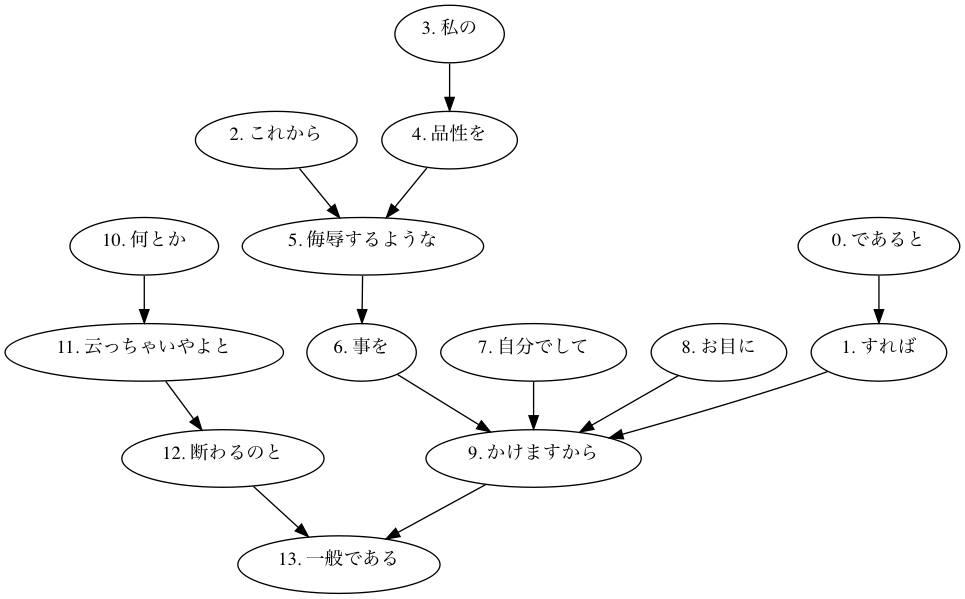 3. 私の
2. これから
4. 品性を
10. 何とか
5. 侮辱するような
0. であると
11. 云っちゃいやよと
6. 事を
7. 自分でして
8. お目に
1. すれば
12. 断わるのと
9. かけますから
13. 一般である